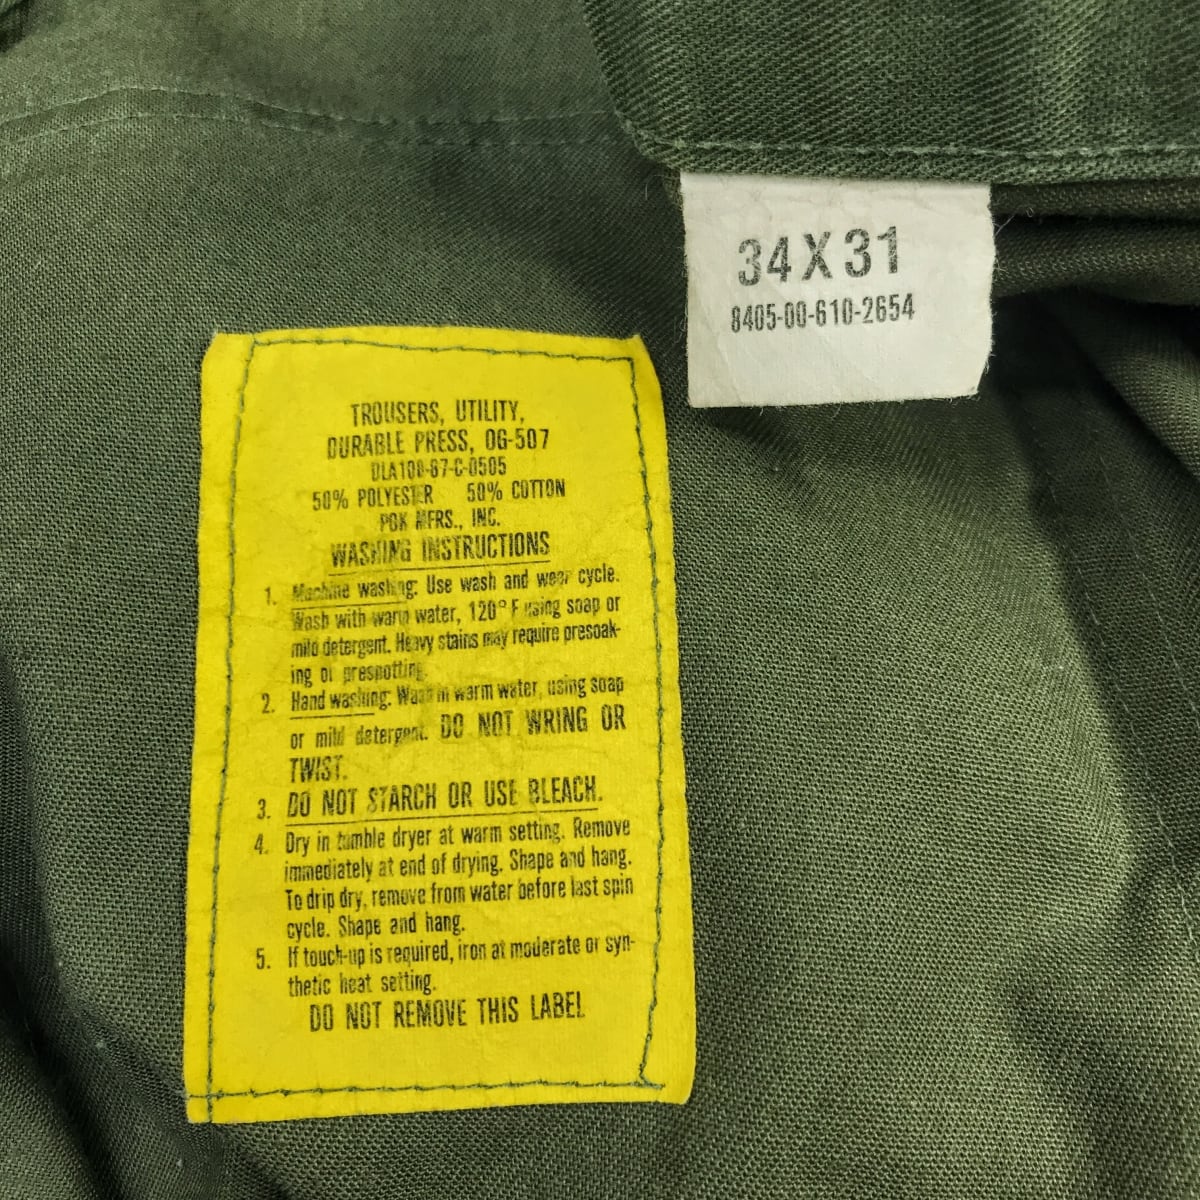 34X31
8405-00-610-2654
TROUSERS, UTILITY,
DURABLE PRESS, OG-507
DLA100-87-C-0505
50% POLYESTER 50% COTTON
MFRS., INC.
WASHING INSTRUCTIONS
1. Machine washing: Use wash and wear cycle.
Wash with warm water, 120° F using soap or
mild detergent. Heavy stains may require presoak-
ing or prespotting.
2. Hand washing: Wash in warm water, using soap
or mild detergent. DO NOT WRING OR
TWIST.
3. DO NOT STARCH OR USE BLEACH.
4. Dry in tumble dryer at warm setting. Remove
immediately at end of drying. Shape and hang.
To drip dry, remove from water before last spin
cycle. Shape and hang.
5. If touch-up is required, iron at moderate or syn-
thetic heat setting.
DO NOT REMOVE THIS LABEL